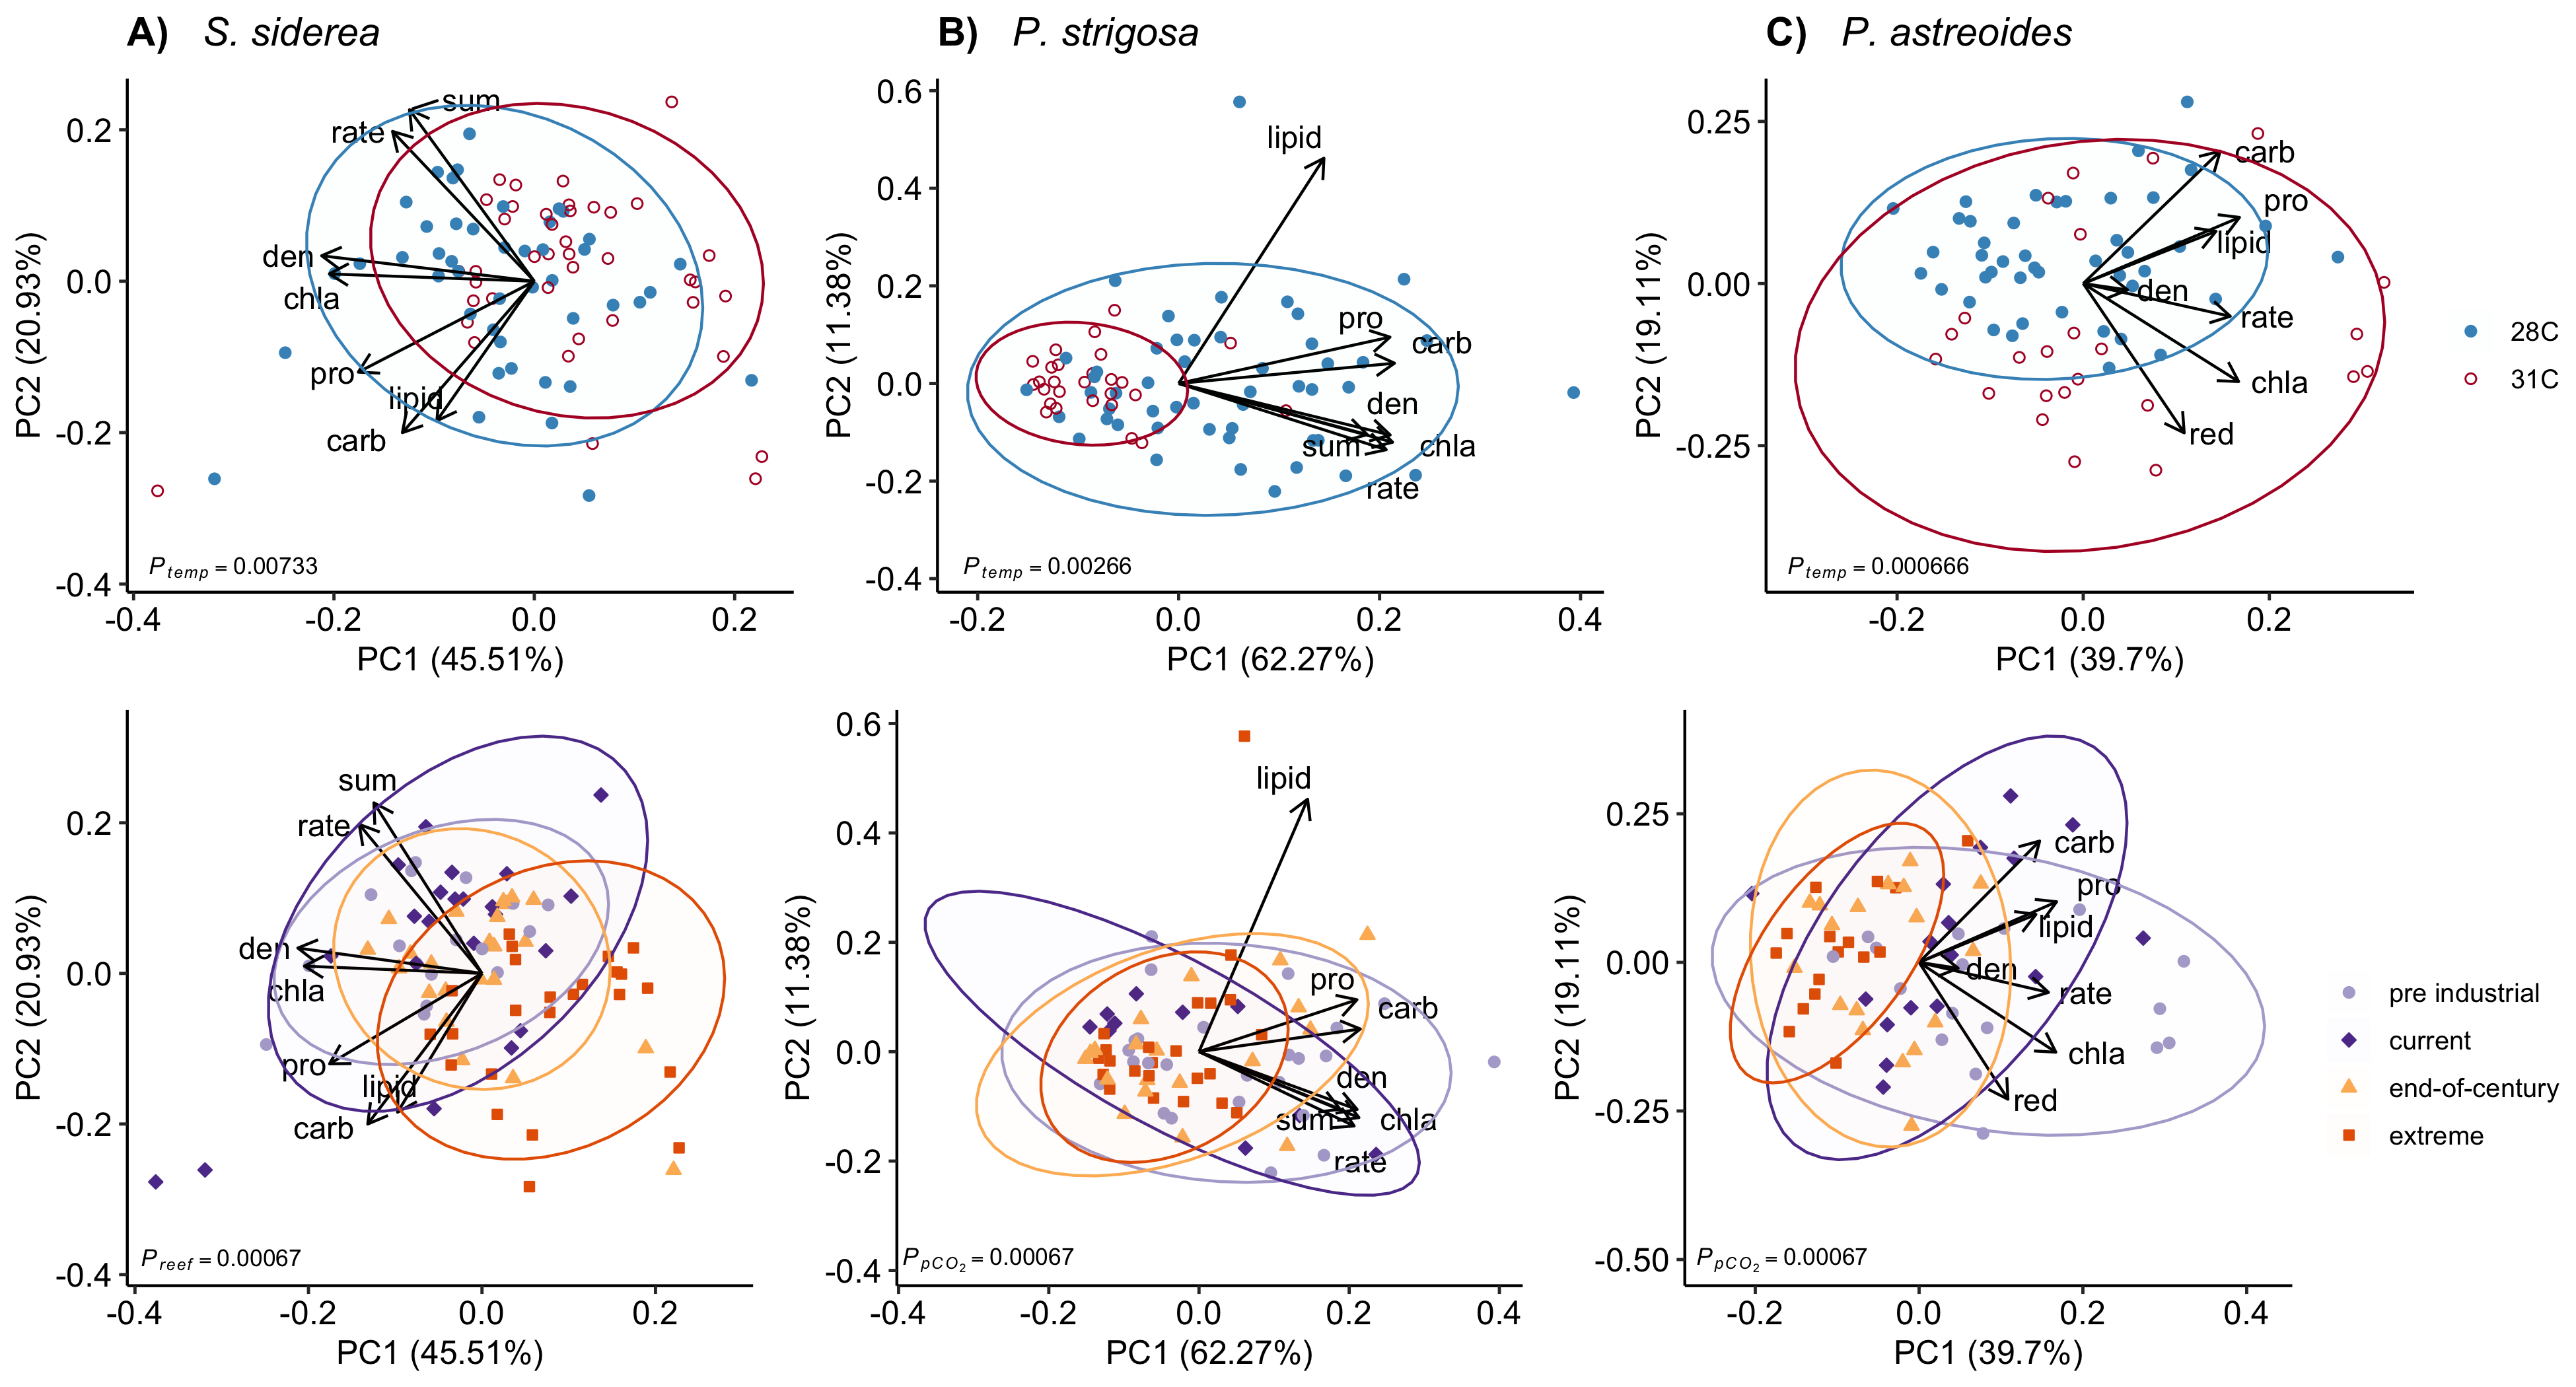 A) S. siderea
B) P. strigosa
C) P. astreoides
PC2 (20.93%)
0.2
0.0
-0.2
-0.4
sum
rate
den
chla
pro
lipid
carb
P temp = 0.00733
-0.4 -0.2 0.0 0.2
PC1 (45.51%)
PC2 (11.38%)
0.6
0.4
0.2
0.0
-0.2
-0.4
lipid
pro
carb
den
sum
chla
rate
P temp = 0.00266
-0.2 0.0 0.2 0.4
PC1 (62.27%)
PC2 (19.11%)
0.25
0.00
-0.25
carb
pro
lipid
den
rate
chla
red
P temp = 0.000666
-0.2 0.0 0.2
PC1 (39.7%)
28C
31C
PC2 (20.93%)
0.2
0.0
-0.2
-0.4
sum
rate
den
chla
pro
lipid
carb
P reef = 0.00067
-0.4 -0.2 0.0 0.2
PC1 (45.51%)
PC2 (11.38%)
0.6
0.4
0.2
0.0
-0.2
-0.4
lipid
pro
carb
den
sum
chla
rate
P pCO₂ = 0.00067
-0.4 -0.2 0.0 0.2 0.4
PC1 (62.27%)
PC2 (19.11%)
0.25
0.00
-0.25
-0.50
carb
pro
lipid
den
rate
chla
red
P pCO₂ = 0.00067
-0.2 0.0 0.2 0.4
PC1 (39.7%)
pre industrial
current
end-of-century
extreme